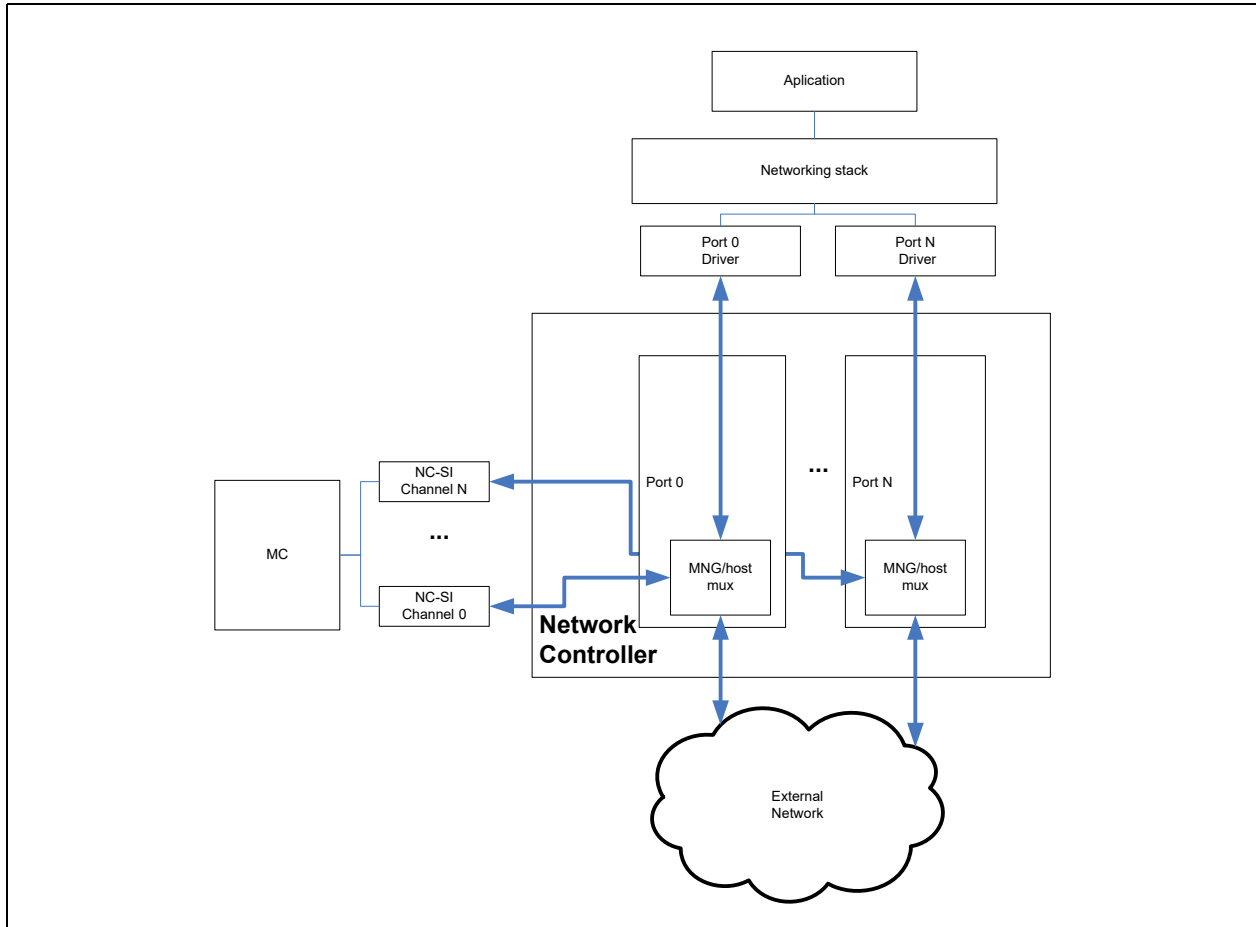 Aplication
Networking stack
Port 0
Driver
Port N
Driver
Port 0
...
Port N
NC-SI
Channel N
...
MC
NC-SI
Channel 0
MNG/host
mux
MNG/host
mux
Network
Controller
External
Network